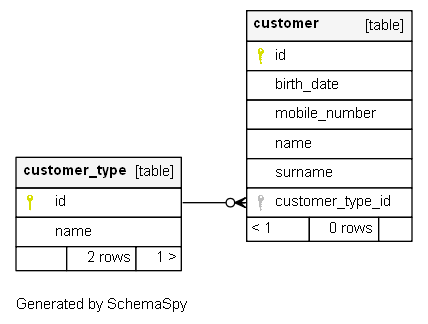 customer [table]
id
birth_date
mobile_number
name
surname
customer_type_id
< 1 0 rows
customer_type [table]
id
name
2 rows 1 >
Generated by SchemaSpy